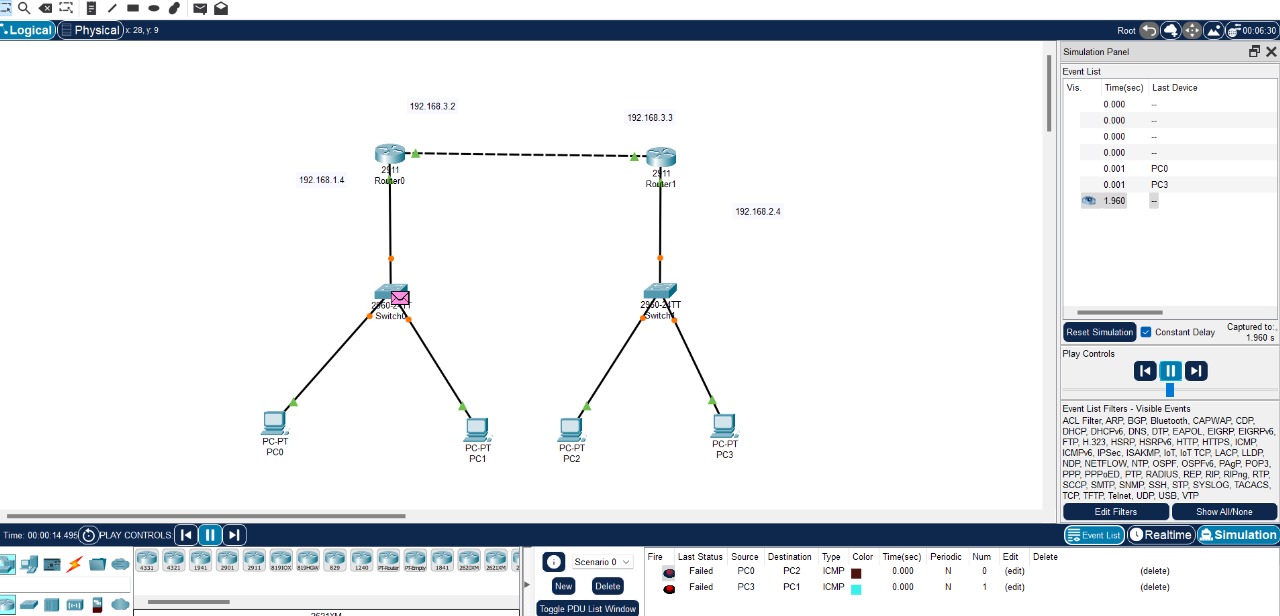 Logical Physical x: 28, y: 9 Root 00:06:30
Simulation Panel
Event List
Vis. Time(sec) Last Device
0.000 --
0.000 --
0.000 --
0.000 --
0.001 PC0
0.001 PC3
1.960 --
192.168.3.2
192.168.3.3
2911
Router0
2911
Router1
192.168.1.4
192.168.2.4
2960-24TT
Switch0
2960-24TT
Switch1
PC-PT
PC0
PC-PT
PC1
PC-PT
PC2
PC-PT
PC3
Reset Simulation Constant Delay Captured to:
1.960 s
Play Controls
Event List Filters - Visible Events
ACL Filter, ARP, BGP, Bluetooth, CAPWAP, CDP,
DHCP, DHCPv6, DNS, DTP, EAPOL, EIGRP, EIGRPv6,
FTP, H.323, HSRP, HSRPv6, HTTP, HTTPS, ICMP,
ICMPv6, IPSec, ISAKMP, IoT, IoT TCP, LACP, LLDP,
NDP, NETFLOW, NTP, OSPF, OSPFv6, PAgP, POP3,
PPP, PPPoED, PTP, RADIUS, REP, RIP, RIPng, RTP,
SCCP, SMTP, SNMP, SSH, STP, SYSLOG, TACACS,
TCP, TFTP, Telnet, UDP, USB, VTP
Edit Filters Show All/None
Time: 00:00:14.495 PLAY CONTROLS Event List Realtime Simulation
4331 4321 1941 2901 2911 819IOX 819HGW 829 1240 PT-Router PT-Empty 1841 2620XM 2621XM
2621XM
Scenario 0
New Delete
Toggle PDU List Window
Fire Last Status Source Destination Type Color Time(sec) Periodic Num Edit Delete
Failed PC0 PC2 ICMP 0.000 N 0 (edit) (delete)
Failed PC3 PC1 ICMP 0.000 N 1 (edit) (delete)